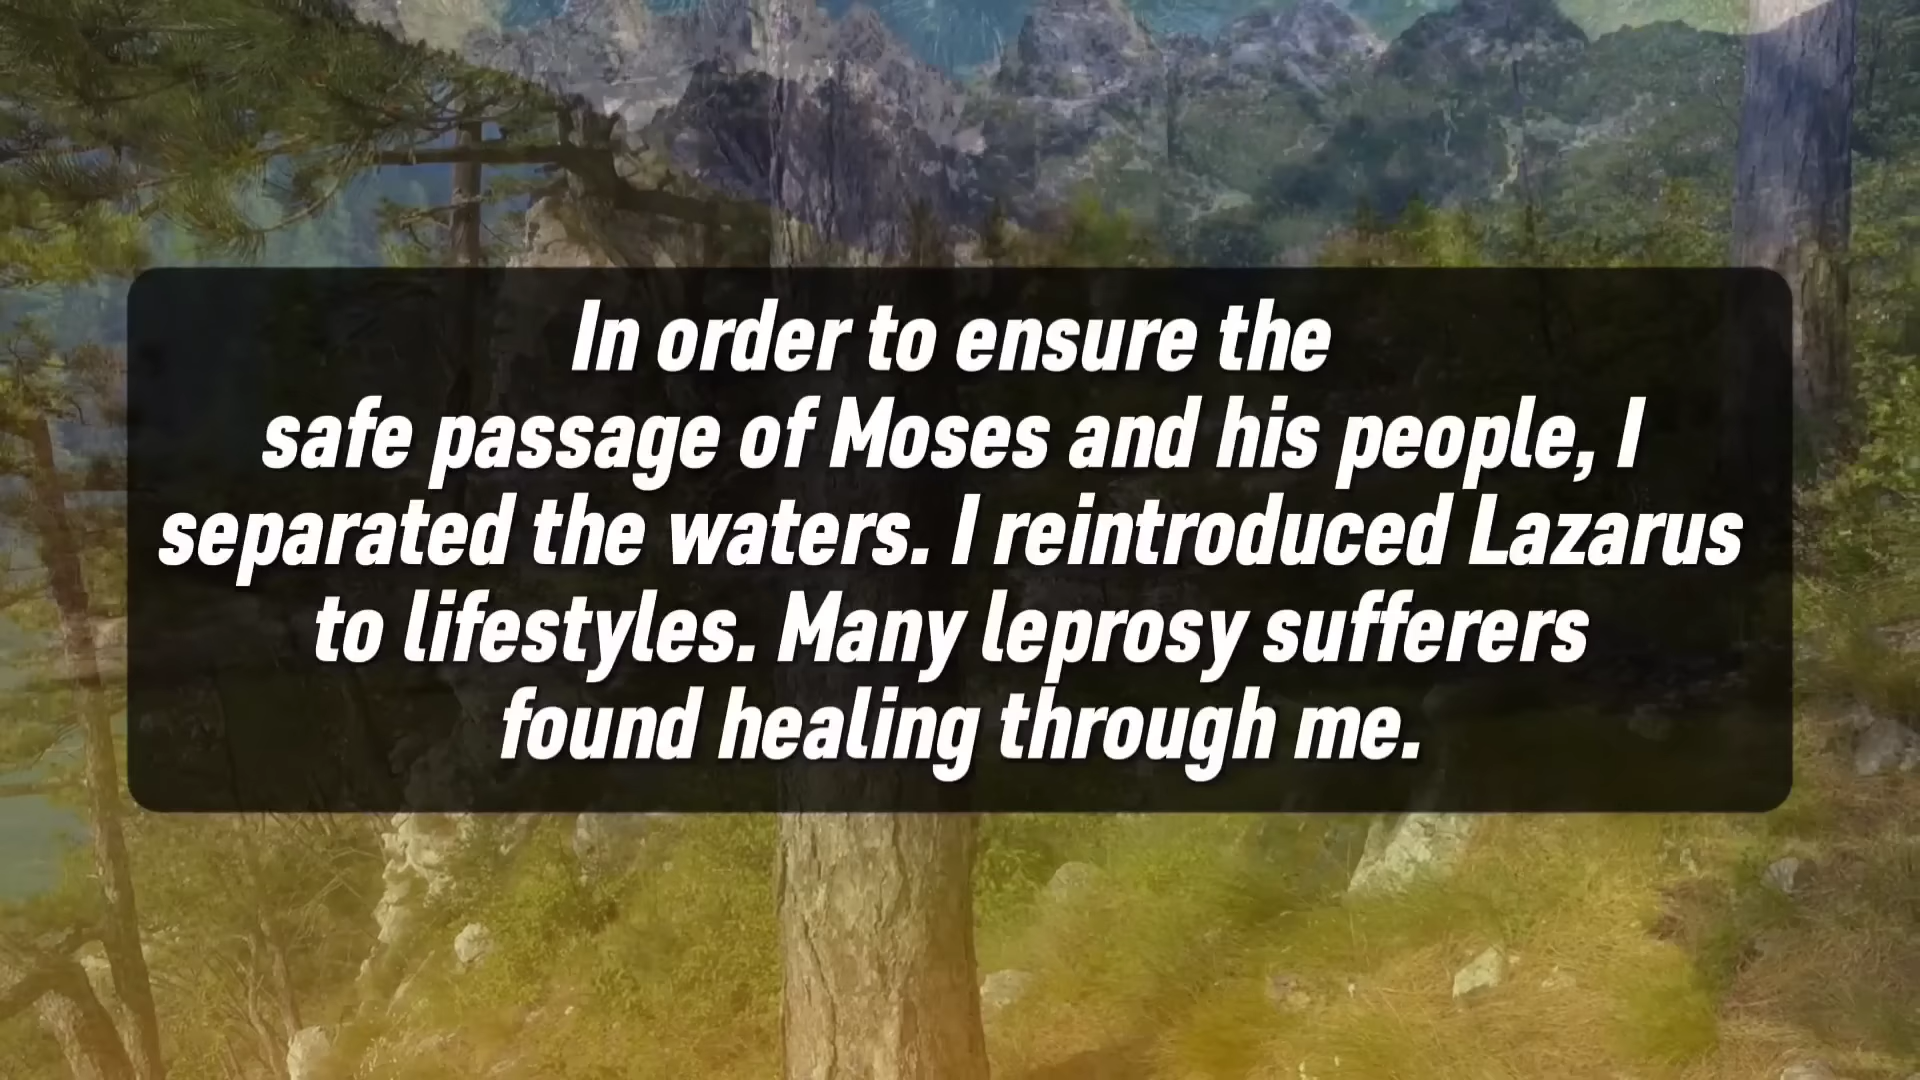 In order to ensure the
safe passage of Moses and his people, I
separated the waters. I reintroduced Lazarus
to lifestyles. Many leprosy sufferers
found healing through me.